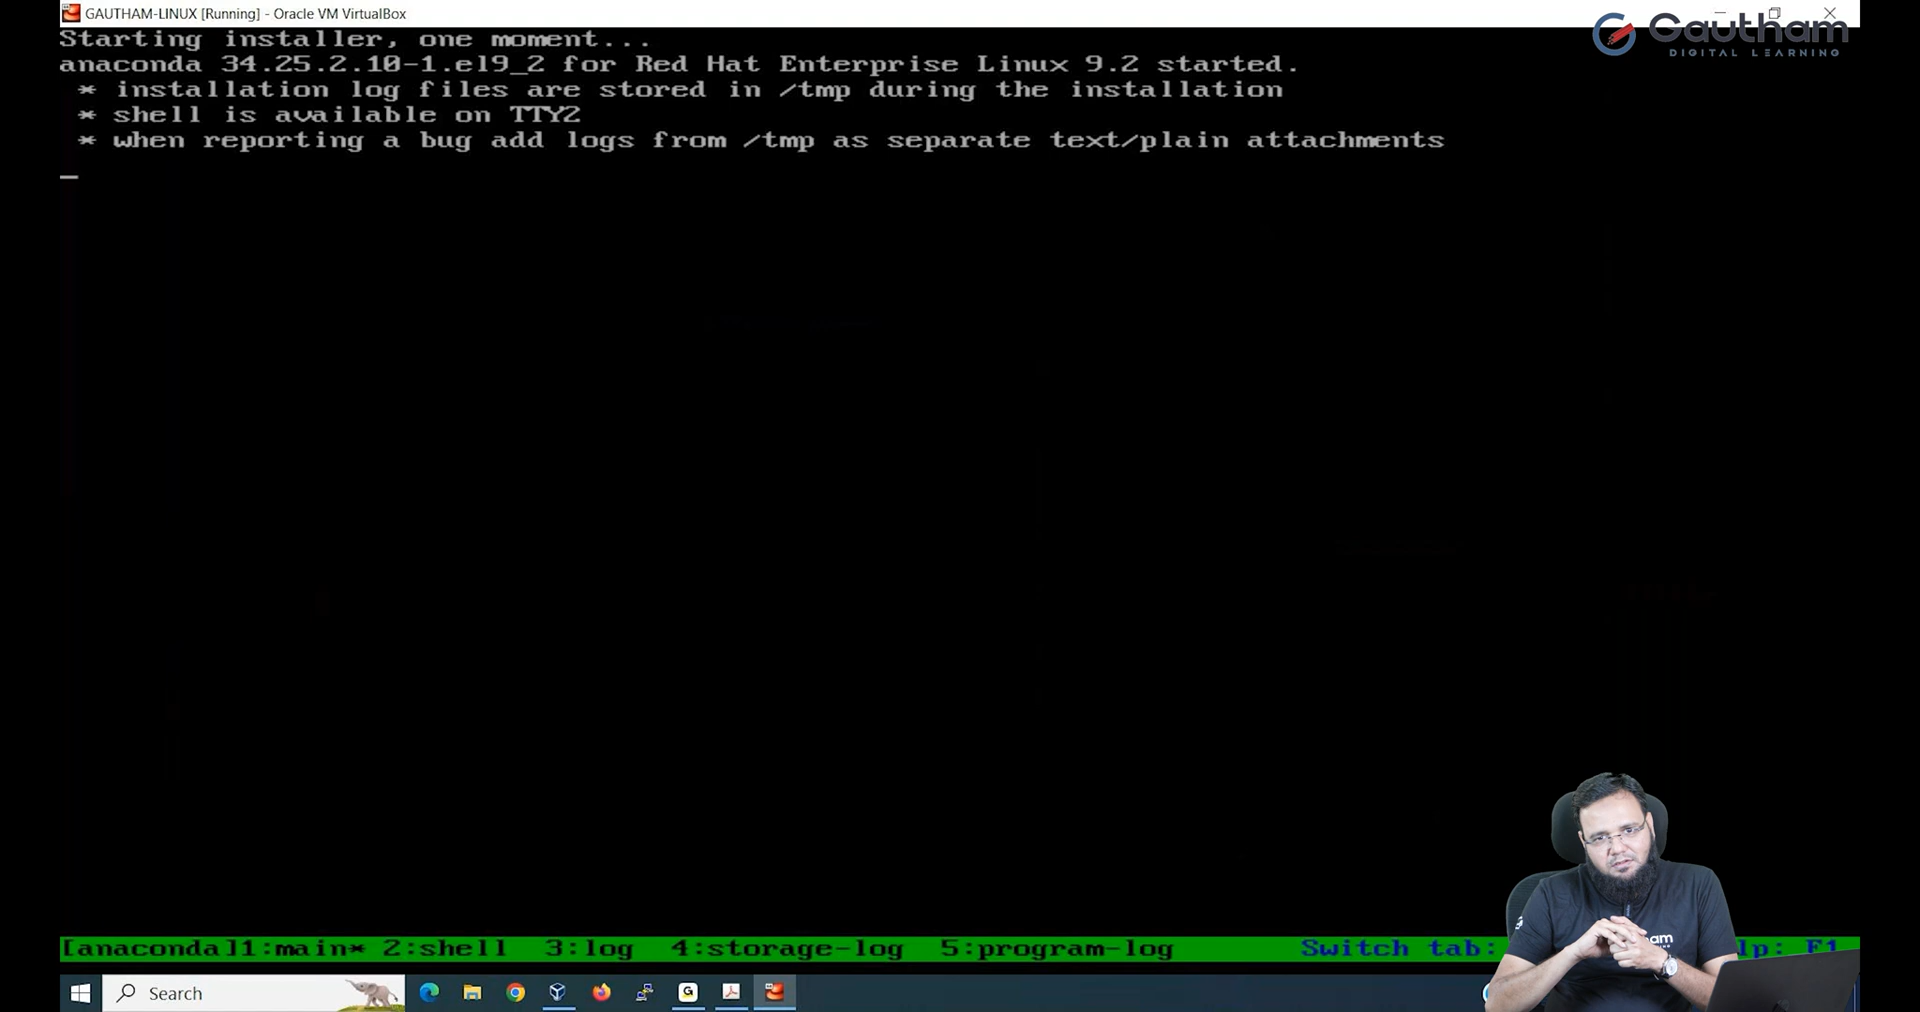 GAUTHAM-LINUX [Running] - Oracle VM VirtualBox
Gautham
DIGITAL LEARNING
Starting installer, one moment...
anaconda 34.25.2.10-1.el9_2 for Red Hat Enterprise Linux 9.2 started.
* installation log files are stored in /tmp during the installation
* shell is available on TTY2
* when reporting a bug add logs from /tmp as separate text/plain attachments
[anaconda]1:main* 2:shell 3:log 4:storage-log 5:program-log Switch tab: lp: F1
Search